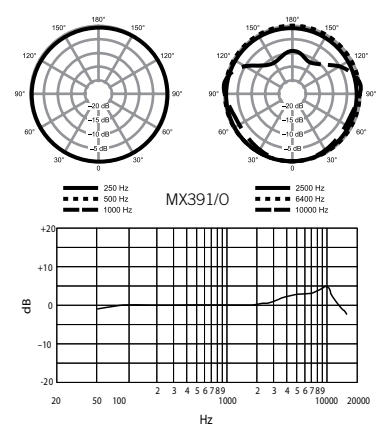 180°
150° 150°
120° 120°
90° 90°
60° 60°
30° 30°
0
–20 dB
–15 dB
–10 dB
–5 dB
180°
150° 150°
120° 120°
90° 90°
60° 60°
30° 30°
0
–20 dB
–15 dB
–10 dB
–5 dB
250 Hz
500 Hz
1000 Hz
MX391/O
2500 Hz
6400 Hz
10000 Hz
+20
+10
0
–10
-20
dB
2 3 4 5 6 7 8 9 2 3 4 5 6 7 8 9
20 50 100 1000 10000 20000
Hz